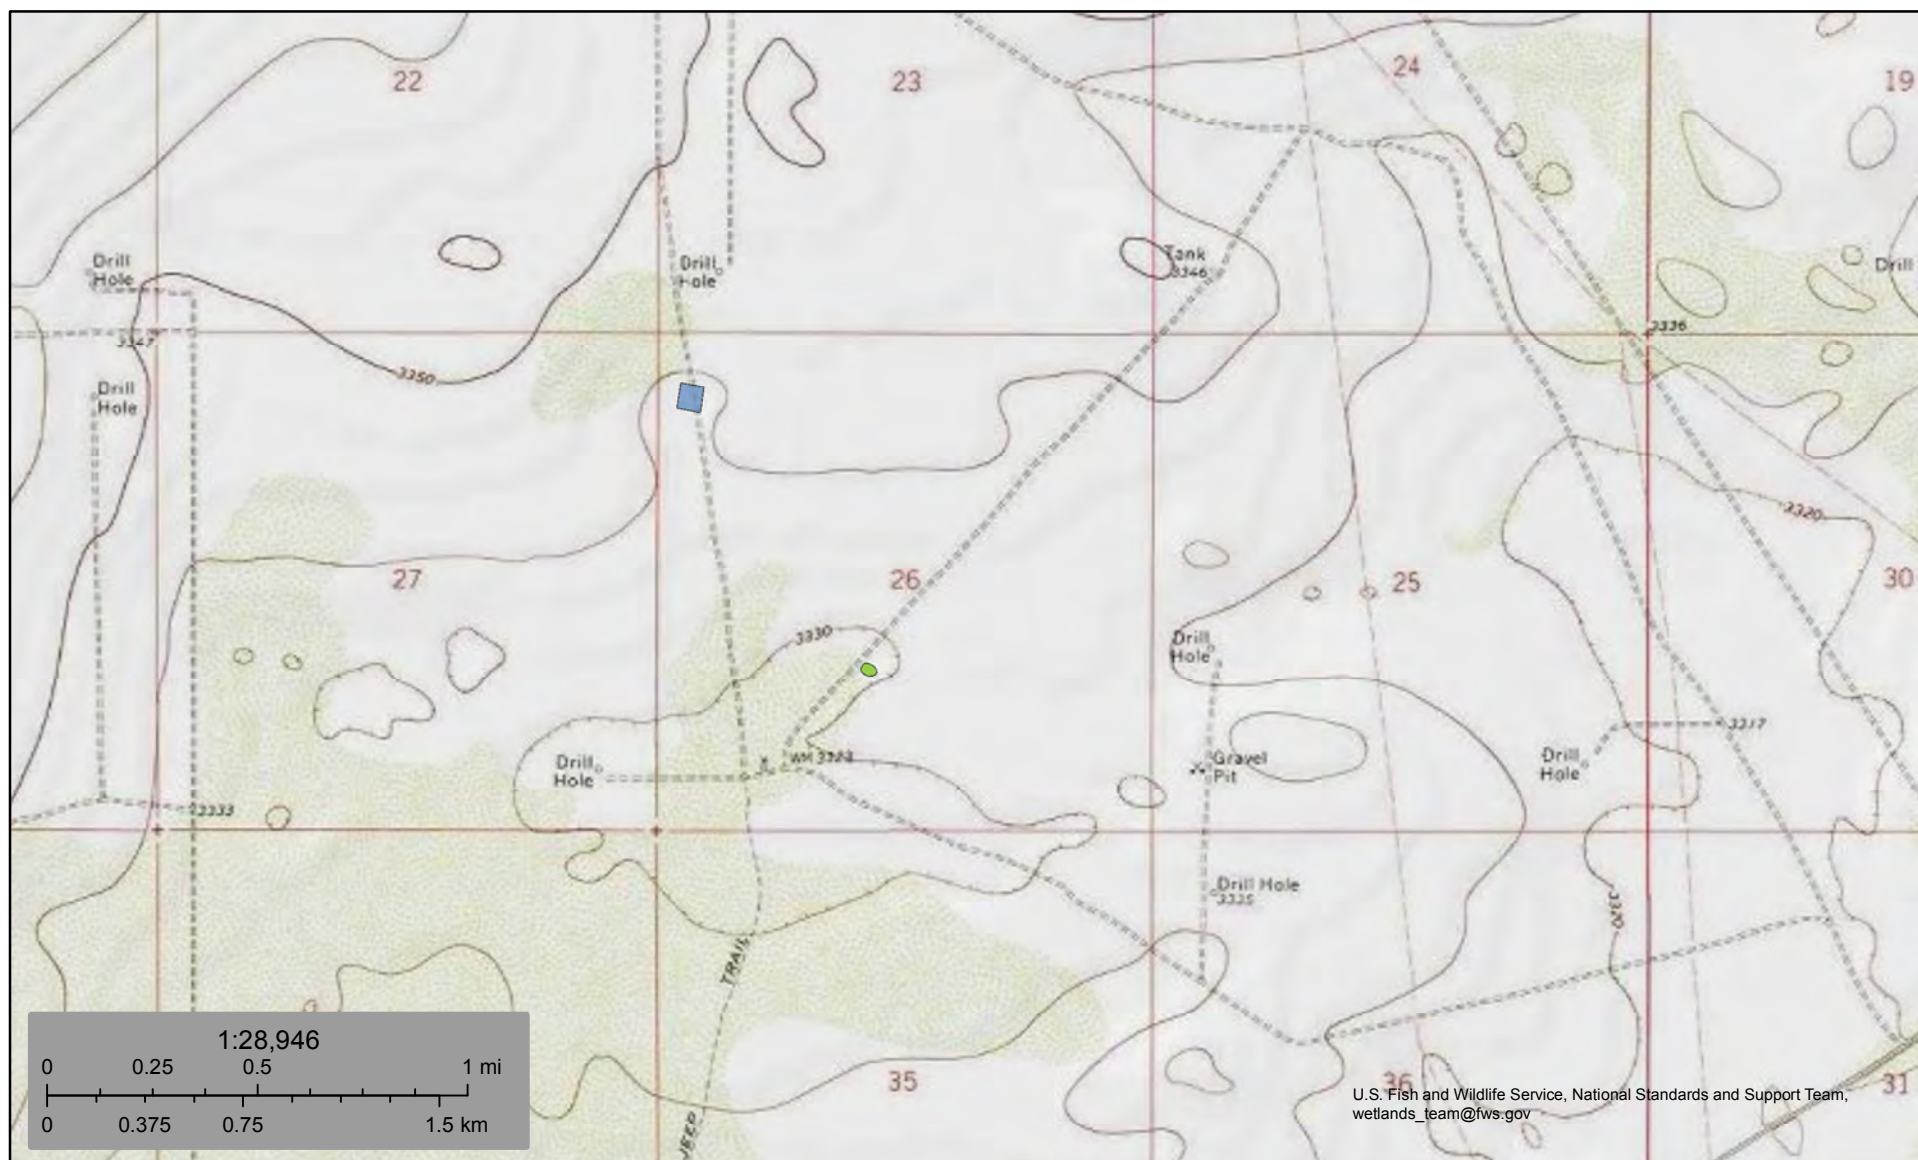 22
23
24
19
Drill
Hole
Drill
Hole
Tank
3346
Drill
3347
3336
3350
Drill
Hole
3320
27
26
25
30
3330
Drill
Hole
3317
Drill
Hole
WM 3323
Gravel
Pit
Drill
Hole
3333
Drill Hole
3335
3320
TRAIL
JEEP
35
36
31
1:28,946
0 0.25 0.5 1 mi
0 0.375 0.75 1.5 km
U.S. Fish and Wildlife Service, National Standards and Support Team,
wetlands_team@fws.gov